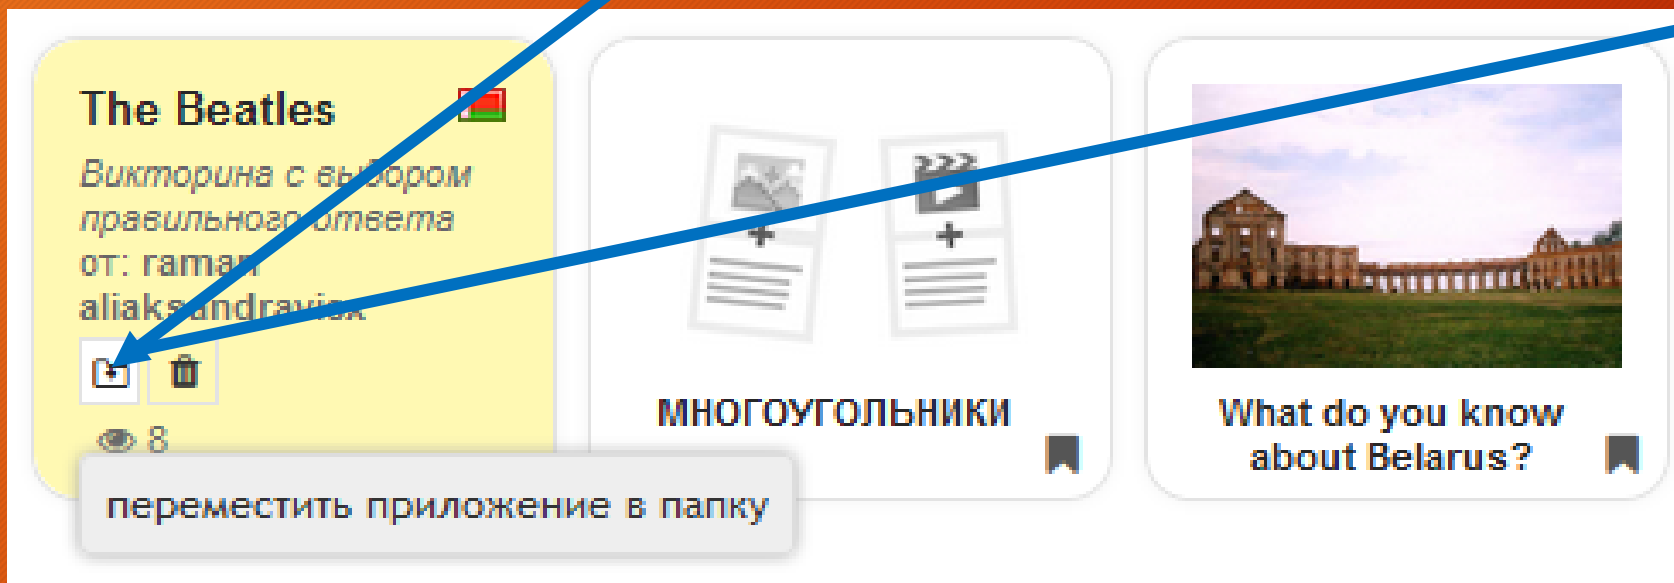 The Beatles
Викторина с выбором
правильного ответа
от: raman
aliaksandraviax
8
переместить приложение в папку
МНОГОУГОЛЬНИКИ
What do you know
about Belarus?